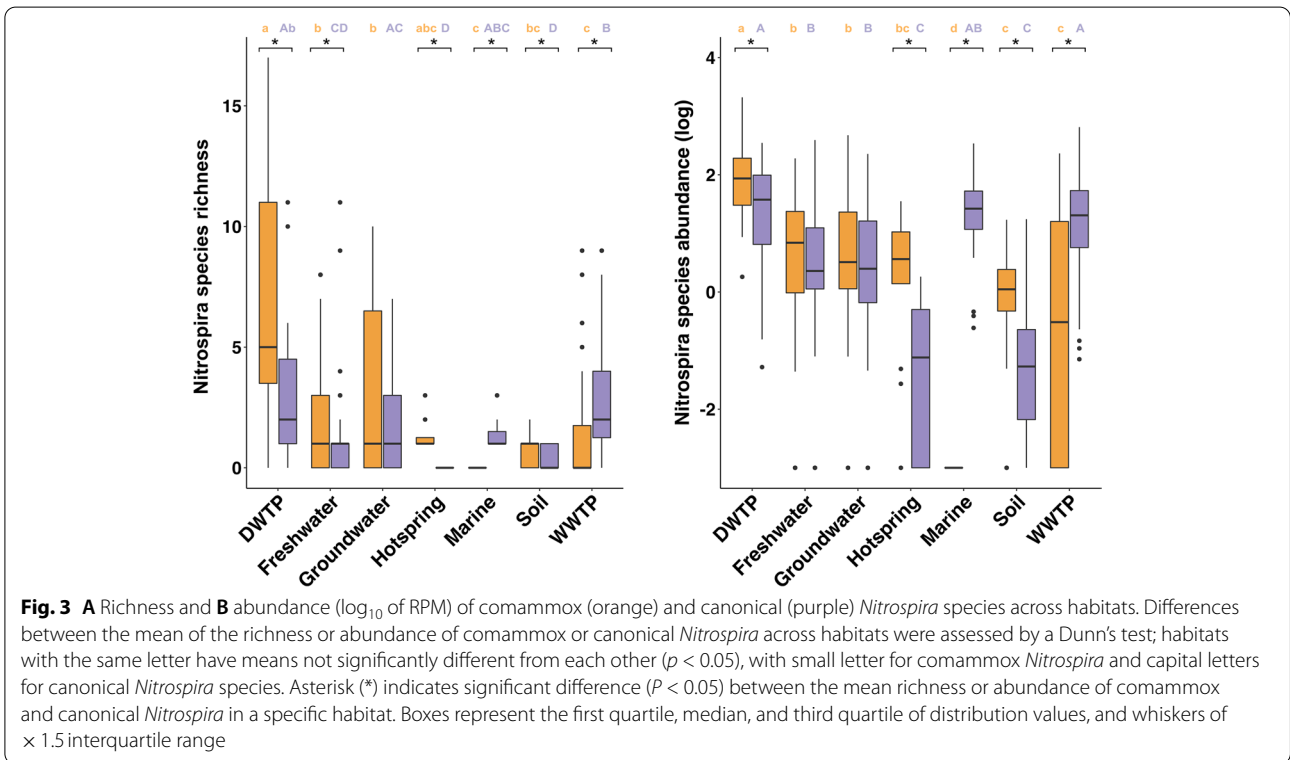 a Ab b CD b AC abc D c ABC bc D c B
* * * * * *
Nitrospira species richness
15
10
5
0
DWTP
Freshwater
Groundwater
Hotspring
Marine
Soil
WWTP
a A b B b B bc C d AB c C c A
* * * * *
Nitrospira species abundance (log)
4
2
0
-2
DWTP
Freshwater
Groundwater
Hotspring
Marine
Soil
WWTP
Fig. 3 A Richness and B abundance (log10 of RPM) of comammox (orange) and canonical (purple) Nitrospira species across habitats. Differences
between the mean of the richness or abundance of comammox or canonical Nitrospira across habitats were assessed by a Dunn's test; habitats
with the same letter have means not significantly different from each other (p < 0.05), with small letter for comammox Nitrospira and capital letters
for canonical Nitrospira species. Asterisk (*) indicates significant difference (P < 0.05) between the mean richness or abundance of comammox
and canonical Nitrospira in a specific habitat. Boxes represent the first quartile, median, and third quartile of distribution values, and whiskers of
× 1.5 interquartile range